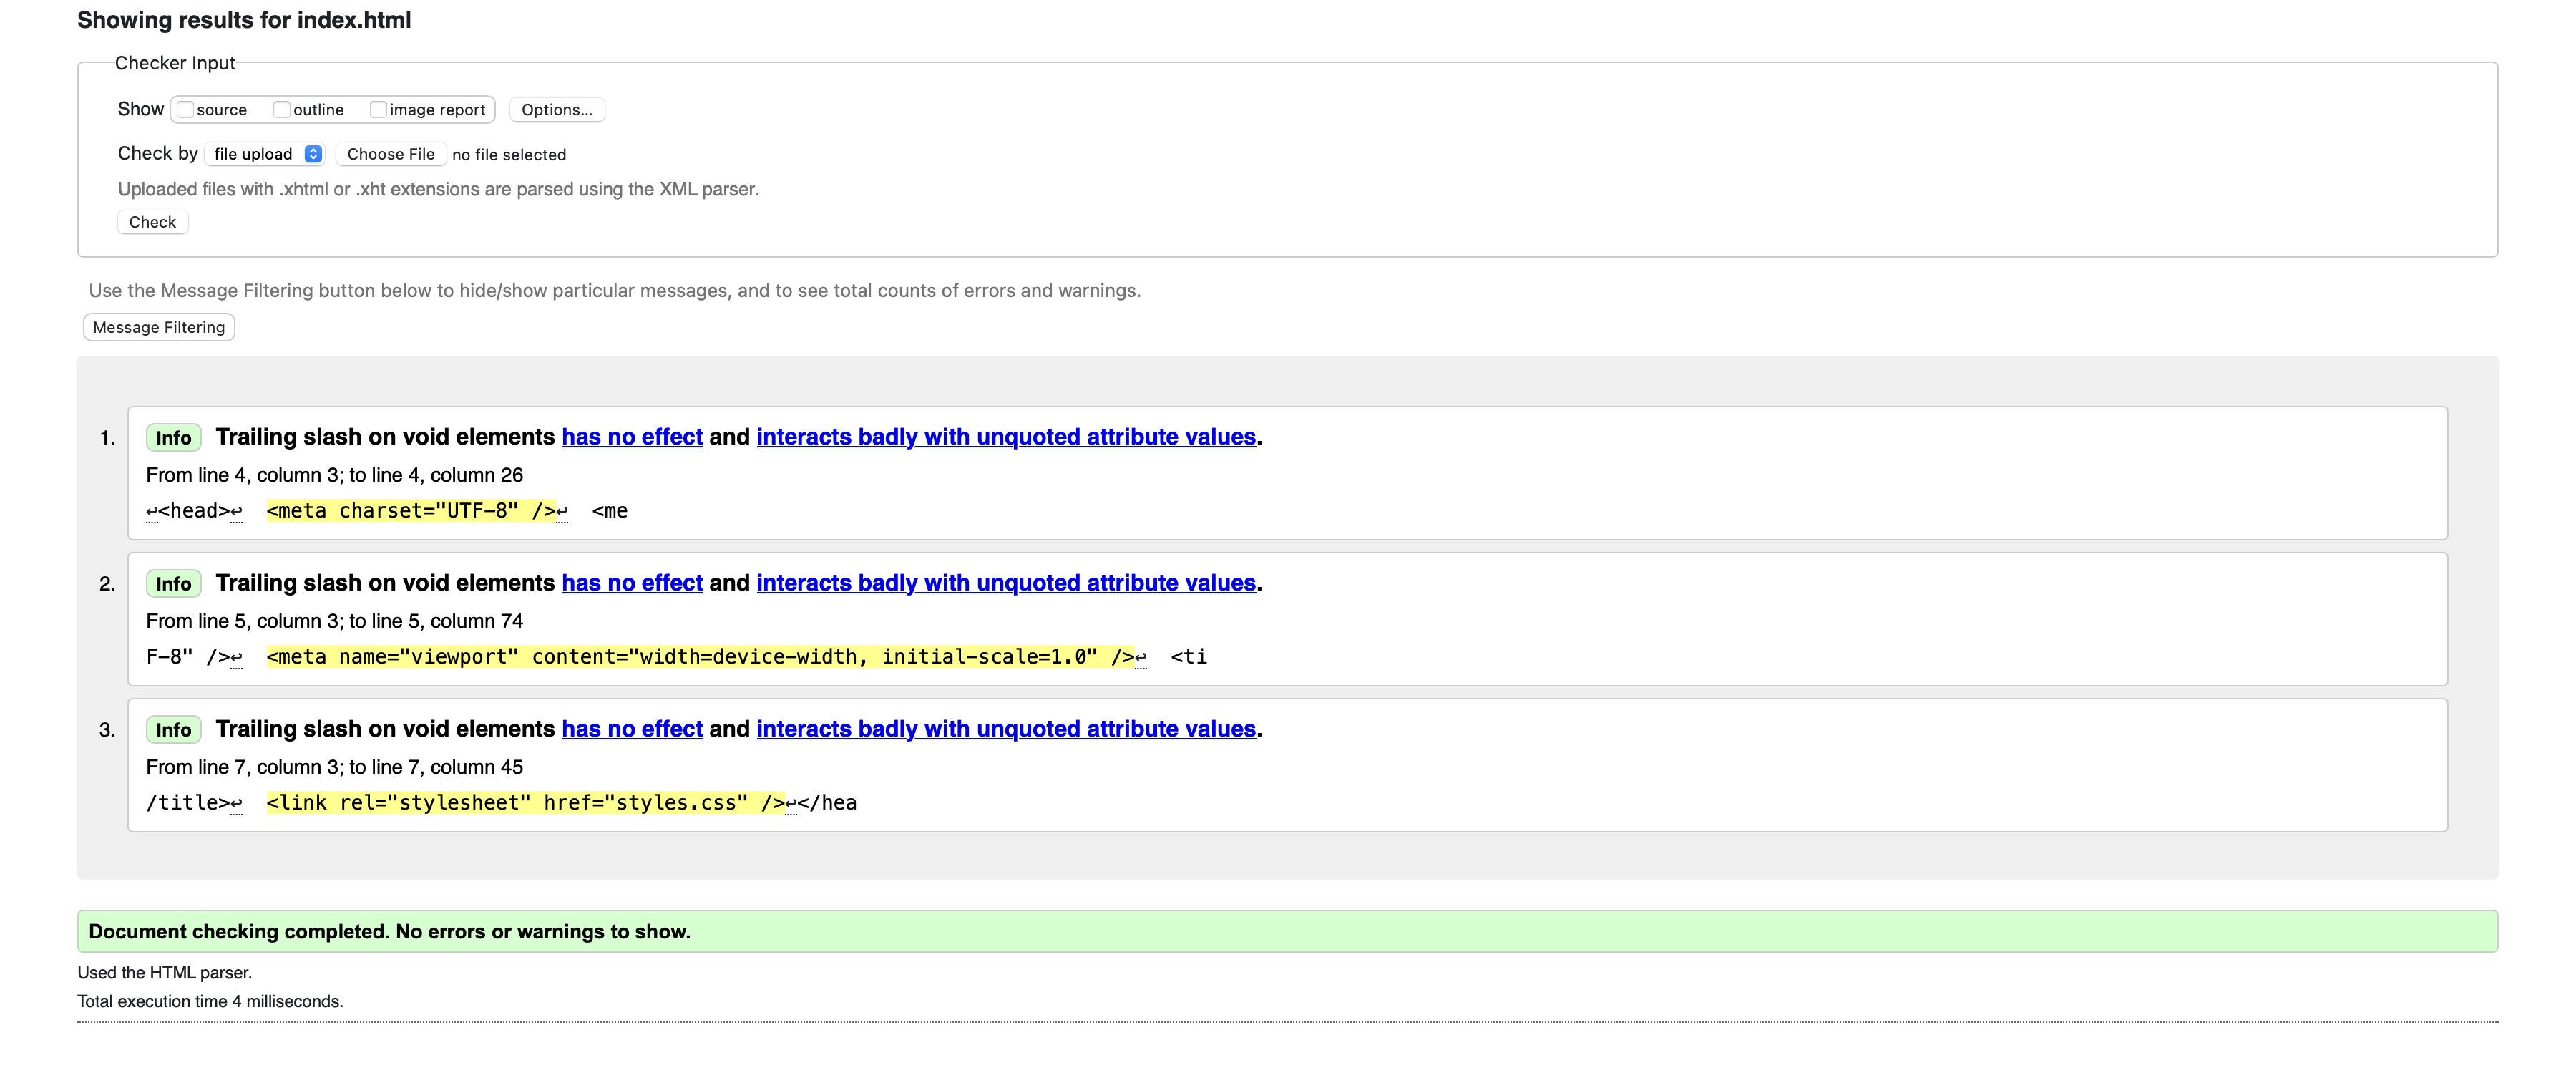 Showing results for index.html
Checker Input
Show source outline image report Options...
Check by file upload Choose File no file selected
Uploaded files with .xhtml or .xht extensions are parsed using the XML parser.
Check
Use the Message Filtering button below to hide/show particular messages, and to see total counts of errors and warnings.
Message Filtering
1. Info Trailing slash on void elements has no effect and interacts badly with unquoted attribute values.
From line 4, column 3; to line 4, column 26
↩<head>↩  <meta charset="UTF-8" />↩  <me
2. Info Trailing slash on void elements has no effect and interacts badly with unquoted attribute values.
From line 5, column 3; to line 5, column 74
F-8" />↩  <meta name="viewport" content="width=device-width, initial-scale=1.0" />↩  <ti
3. Info Trailing slash on void elements has no effect and interacts badly with unquoted attribute values.
From line 7, column 3; to line 7, column 45
/title>↩  <link rel="stylesheet" href="styles.css" />↩</hea
Document checking completed. No errors or warnings to show.
Used the HTML parser.
Total execution time 4 milliseconds.